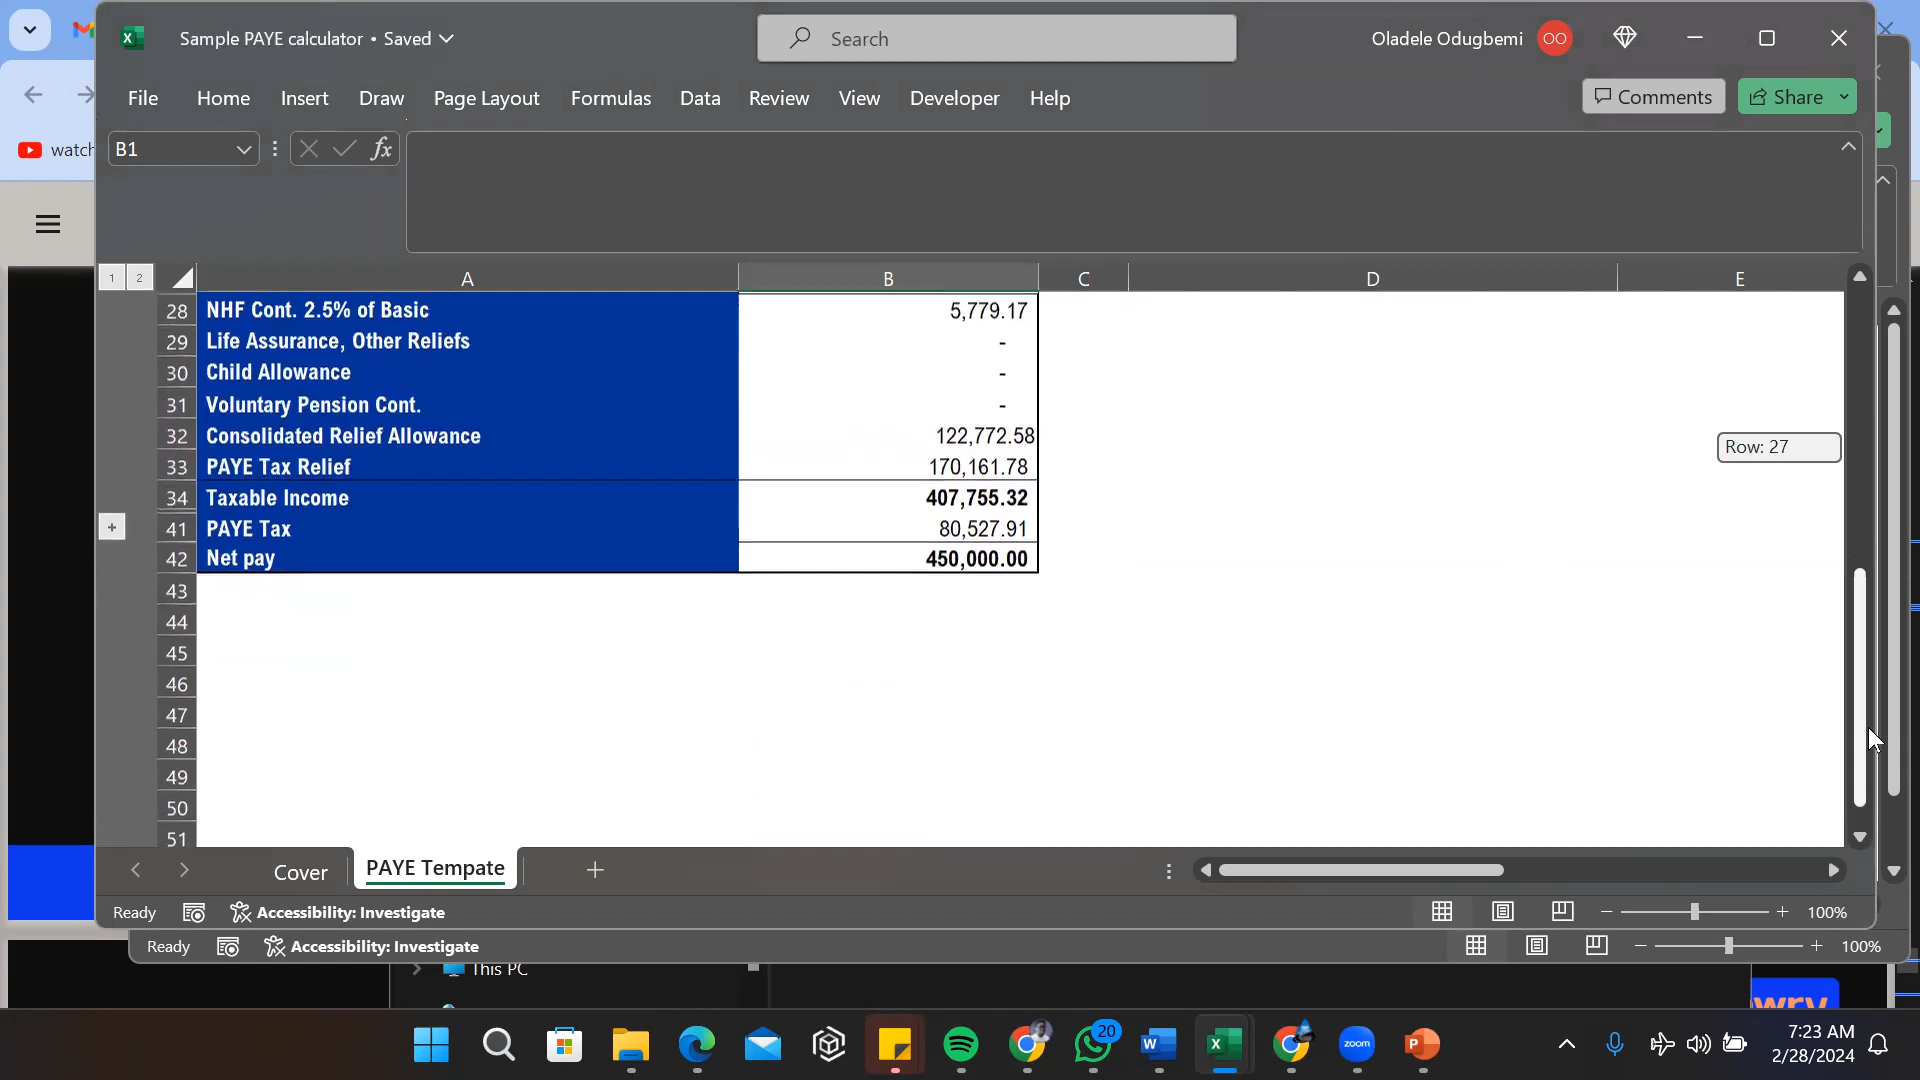 Sample PAYE calculator • Saved
Search
Oladele Odugbemi
OO
File
Home
Insert
Draw
Page Layout
Formulas
Data
Review
View
Developer
Help
Comments
Share
watch
B1
fx
1 2
A B C D E
28 NHF Cont. 2.5% of Basic 5,779.17
29 Life Assurance, Other Reliefs -
30 Child Allowance -
31 Voluntary Pension Cont. -
32 Consolidated Relief Allowance 122,772.58
Row: 27
33 PAYE Tax Relief 170,161.78
34 Taxable Income 407,755.32
41 PAYE Tax 80,527.91
42 Net pay 450,000.00
43
44
45
46
47
48
49
50
51
Cover
PAYE Tempate
Ready
Accessibility: Investigate
100%
Ready
Accessibility: Investigate
100%
This PC
20
zoom
7:23 AM
2/28/2024